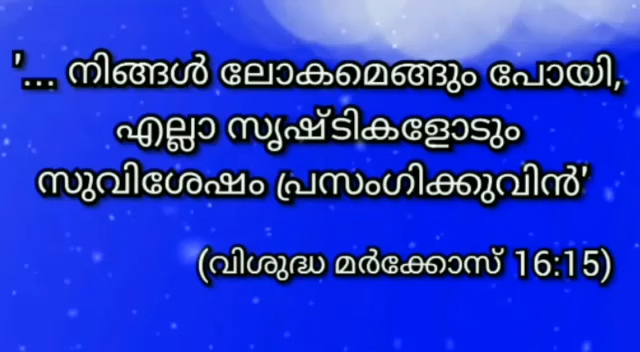 '... നിങ്ങൾ ലോകമെങ്ങും പോയി,
എല്ലാ സൃഷ്ടികളോടും
സുവിശേഷം പ്രസംഗിക്കുവിൻ'
(വിശുദ്ധ മർക്കോസ് 16:15)